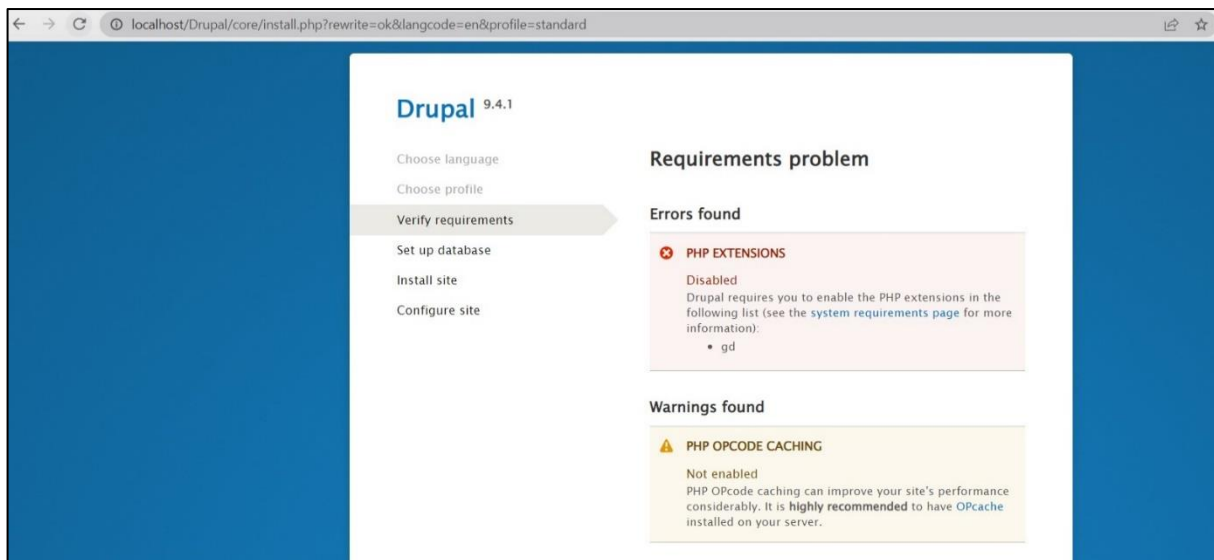 localhost/Drupal/core/install.php?rewrite=ok&langcode=en&profile=standard
Drupal 9.4.1
Choose language
Choose profile
Verify requirements
Set up database
Install site
Configure site
Requirements problem
Errors found
PHP EXTENSIONS
Disabled
Drupal requires you to enable the PHP extensions in the
following list (see the system requirements page for more
information):
• gd
Warnings found
PHP OPCODE CACHING
Not enabled
PHP OPcode caching can improve your site's performance
considerably. It is highly recommended to have OPcache
installed on your server.